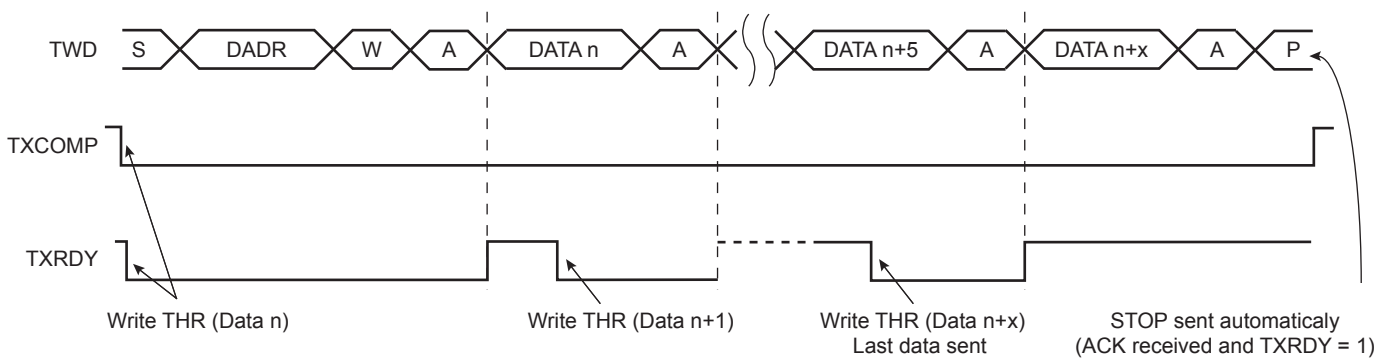 TWD S DADR W A DATA n A DATA n+5 A DATA n+x A P
TXCOMP
TXRDY
Write THR (Data n)
Write THR (Data n+1)
Write THR (Data n+x)
Last data sent
STOP sent automaticaly
(ACK received and TXRDY = 1)